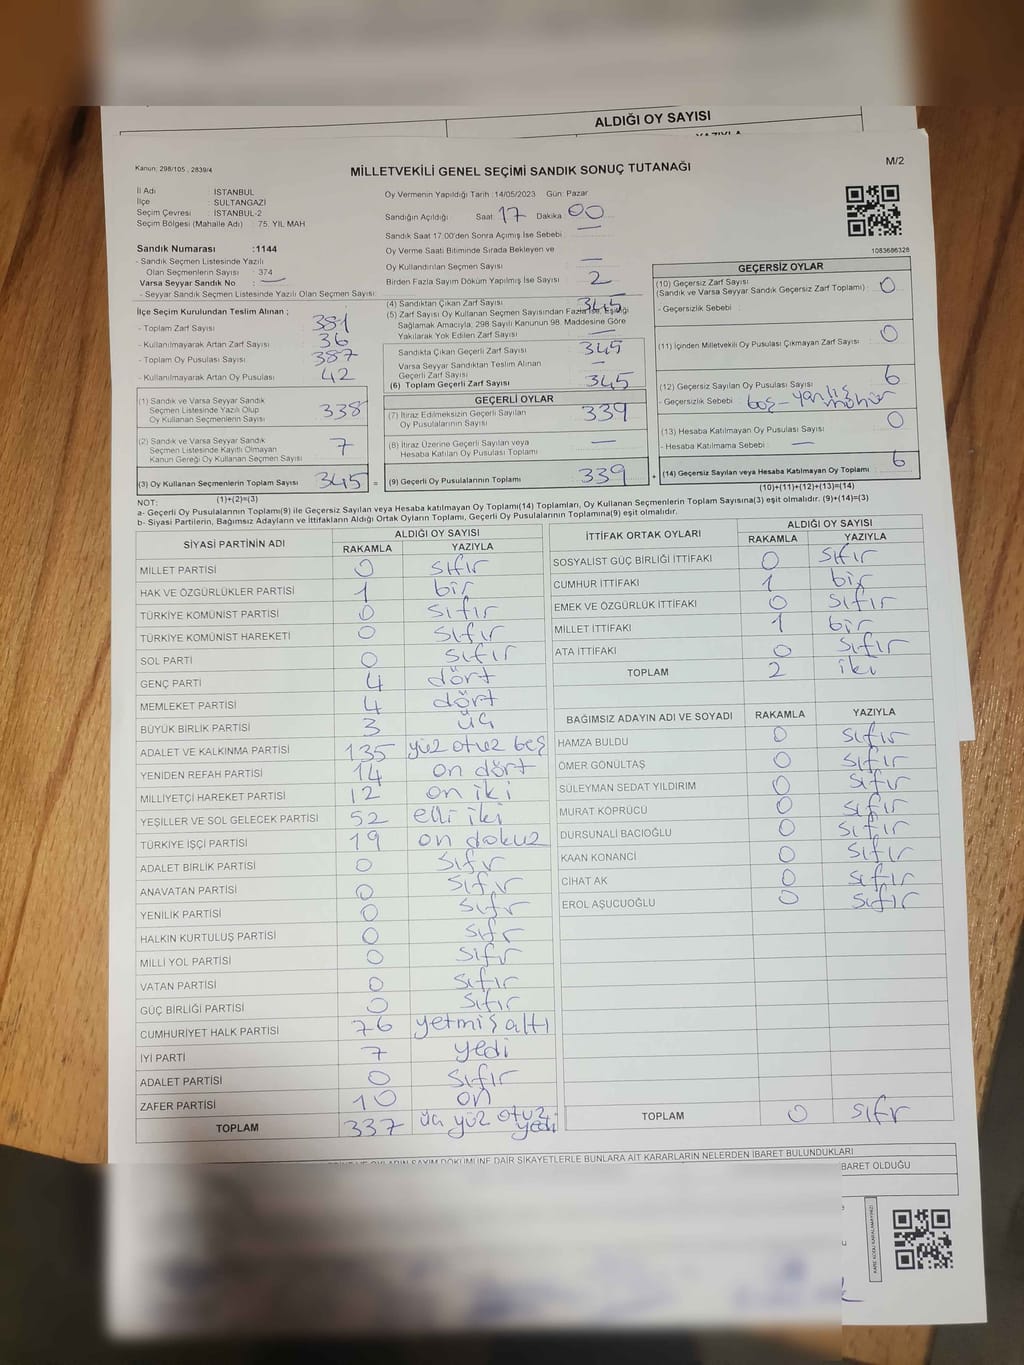 ALDIĞI OY SAYISI
Kanun: 298/105 , 2839/4
MİLLETVEKİLİ GENEL SEÇİMİ SANDIK SONUÇ TUTANAĞI
M/2
İl Adı : İSTANBUL
İlçe : SULTANGAZİ
Seçim Çevresi : İSTANBUL-2
Seçim Bölgesi (Mahalle Adı) : 75. YIL MAH
Sandık Numarası :1144
- Sandık Seçmen Listesinde Yazılı
Olan Seçmenlerin Sayısı : 374
Varsa Seyyar Sandık No : —
- Seyyar Sandık Seçmen Listesinde Yazılı Olan Seçmen Sayısı:
Oy Vermenin Yapıldığı Tarih :14/05/2023 Gün: Pazar
Sandığın Açıldığı Saat 17 Dakika 00
Sandık Saat 17:00'den Sonra Açımış İse Sebebi —
Oy Verme Saati Bitiminde Sırada Bekleyen ve
Oy Kullandırılan Seçmen Sayısı —
Birden Fazla Sayım Döküm Yapılmış İse Sayısı 2
1083686328
İlçe Seçim Kurulundan Teslim Alınan ;
- Toplam Zarf Sayısı 381
- Kullanılmayarak Artan Zarf Sayısı 36
- Toplam Oy Pusulası Sayısı 387
- Kullanılmayarak Artan Oy Pusulası 42
(1) Sandık ve Varsa Seyyar Sandık
Seçmen Listesinde Yazılı Olup
Oy Kullanan Seçmenlerin Sayısı 338
(2) Sandık ve Varsa Seyyar Sandık
Seçmen Listesinde Kayıtlı Olmayan
Kanun Gereği Oy Kullanan Seçmen Sayısı 7
(3) Oy Kullanan Seçmenlerin Toplam Sayısı 345 =
(1)+(2)=(3)
(4) Sandıktan Çıkan Zarf Sayısı 345
(5) Zarf Sayısı Oy Kullanan Seçmen Sayısından Fazla ise, Eşitliği
Sağlamak Amacıyla, 298 Sayılı Kanunun 98. Maddesine Göre
Yakılarak Yok Edilen Zarf Sayısı —
Sandıkta Çıkan Geçerli Zarf Sayısı 345
Varsa Seyyar Sandıktan Teslim Alınan
Geçerli Zarf Sayısı —
(6) Toplam Geçerli Zarf Sayısı 345
GEÇERLİ OYLAR
(7) İtiraz Edilmeksizin Geçerli Sayılan
Oy Pusulalarının Sayısı 339
(8) İtiraz Üzerine Geçerli Sayılan veya
Hesaba Katılan Oy Pusulası Toplamı —
(9) Geçerli Oy Pusulalarının Toplamı 339 +
GEÇERSİZ OYLAR
(10) Geçersiz Zarf Sayısı
(Sandık ve Varsa Seyyar Sandık Geçersiz Zarf Toplamı) : 0
- Geçersizlik Sebebi :
(11) İçinden Milletvekili Oy Pusulası Çıkmayan Zarf Sayısı 0
(12) Geçersiz Sayılan Oy Pusulası Sayısı 6
- Geçersizlik Sebebi : boş - yanlış mühür
(13) Hesaba Katılmayan Oy Pusulası Sayısı 0
- Hesaba Katılmama Sebebi : —
(14) Geçersiz Sayılan veya Hesaba Katılmayan Oy Toplamı 6
(10)+(11)+(12)+(13)=(14)
NOT:
a- Geçerli Oy Pusulalarının Toplamı(9) ile Geçersiz Sayılan veya Hesaba katılmayan Oy Toplamı(14) Toplamları, Oy Kullanan Seçmenlerin Toplam Sayısına(3) eşit olmalıdır. (9)+(14)=(3)
b- Siyasi Partilerin, Bağımsız Adayların ve İttifakların Aldığı Ortak Oyların Toplamı, Geçerli Oy Pusulalarının Toplamına(9) eşit olmalıdır.
SİYASİ PARTİNİN ADI ALDIĞI OY SAYISI
RAKAMLA YAZIYLA
MİLLET PARTİSİ 0 sıfır
HAK VE ÖZGÜRLÜKLER PARTİSİ 1 bir
TÜRKİYE KOMÜNİST PARTİSİ 0 sıfır
TÜRKİYE KOMÜNİST HAREKETİ 0 sıfır
SOL PARTİ 0 sıfır
GENÇ PARTİ 4 dört
MEMLEKET PARTİSİ 4 dört
BÜYÜK BİRLİK PARTİSİ 3 üç
ADALET VE KALKINMA PARTİSİ 135 yüz otuz beş
YENİDEN REFAH PARTİSİ 14 on dört
MİLLİYETÇİ HAREKET PARTİSİ 12 on iki
YEŞİLLER VE SOL GELECEK PARTİSİ 52 elli iki
TÜRKİYE İŞÇİ PARTİSİ 19 on dokuz
ADALET BİRLİK PARTİSİ 0 sıfır
ANAVATAN PARTİSİ 0 sıfır
YENİLİK PARTİSİ 0 sıfır
HALKIN KURTULUŞ PARTİSİ 0 sıfır
MİLLİ YOL PARTİSİ 0 sıfır
VATAN PARTİSİ 0 sıfır
GÜÇ BİRLİĞİ PARTİSİ 0 sıfır
CUMHURİYET HALK PARTİSİ 76 yetmiş altı
İYİ PARTİ 7 yedi
ADALET PARTİSİ 0 sıfır
ZAFER PARTİSİ 10 on
TOPLAM 337 üç yüz otuz yedi
İTTİFAK ORTAK OYLARI ALDIĞI OY SAYISI
RAKAMLA YAZIYLA
SOSYALİST GÜÇ BİRLİĞİ İTTİFAKI 0 sıfır
CUMHUR İTTİFAKI 1 bir
EMEK VE ÖZGÜRLÜK İTTİFAKI 0 sıfır
MİLLET İTTİFAKI 1 bir
ATA İTTİFAKI 0 sıfır
TOPLAM 2 iki
BAĞIMSIZ ADAYIN ADI VE SOYADI RAKAMLA YAZIYLA
HAMZA BULDU 0 sıfır
ÖMER GÖNÜLTAŞ 0 sıfır
SÜLEYMAN SEDAT YILDIRIM 0 sıfır
MURAT KÖPRÜCÜ 0 sıfır
DURSUNALİ BACIOĞLU 0 sıfır
KAAN KONANCİ 0 sıfır
CİHAT AK 0 sıfır
EROL AŞUCUOĞLU 0 sıfır
TOPLAM 0 sıfır
OYLARIN SAYIM DÖKÜMÜNE DAİR ŞİKAYETLERLE BUNLARA AİT KARARLARIN NELERDEN İBARET BULUNDUKLARI
BARET OLDUĞU